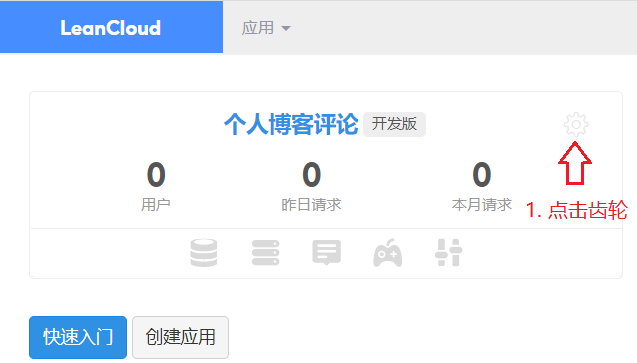 LeanCloud 应用
个人博客评论 开发版
0 0 0
用户 昨日请求 本月请求
1. 点击齿轮
快速入门 创建应用